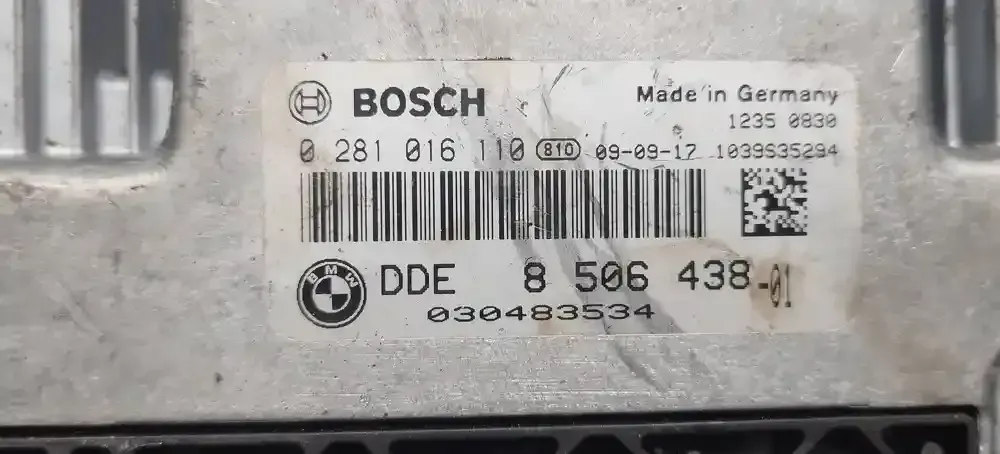 BOSCH Made in Germany
1235 0830
0 281 016 110 810 09-09-17 1039S35294
BMW DDE 8 506 438-01
030483534